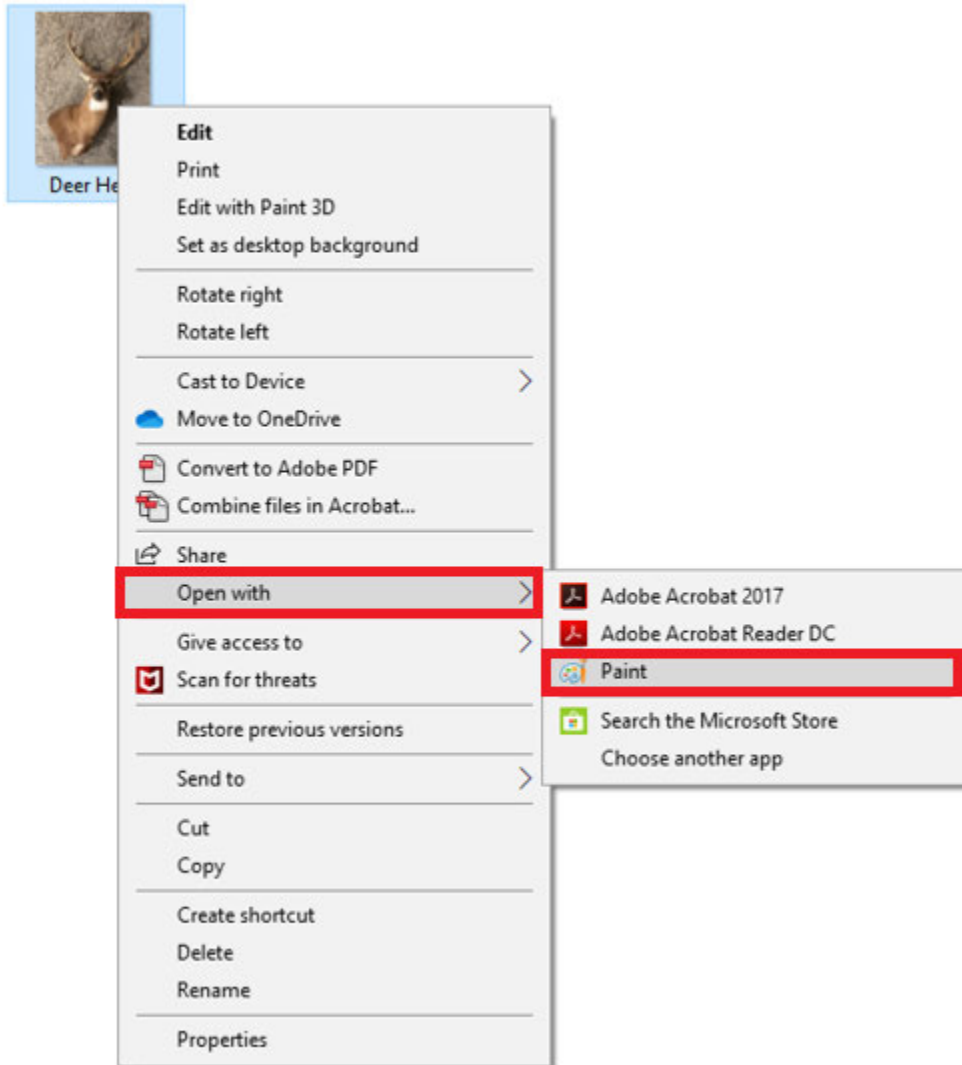 Deer He
Edit
Print
Edit with Paint 3D
Set as desktop background
Rotate right
Rotate left
Cast to Device
Move to OneDrive
Convert to Adobe PDF
Combine files in Acrobat...
Share
Open with
Adobe Acrobat 2017
Adobe Acrobat Reader DC
Paint
Search the Microsoft Store
Choose another app
Give access to
Scan for threats
Restore previous versions
Send to
Cut
Copy
Create shortcut
Delete
Rename
Properties